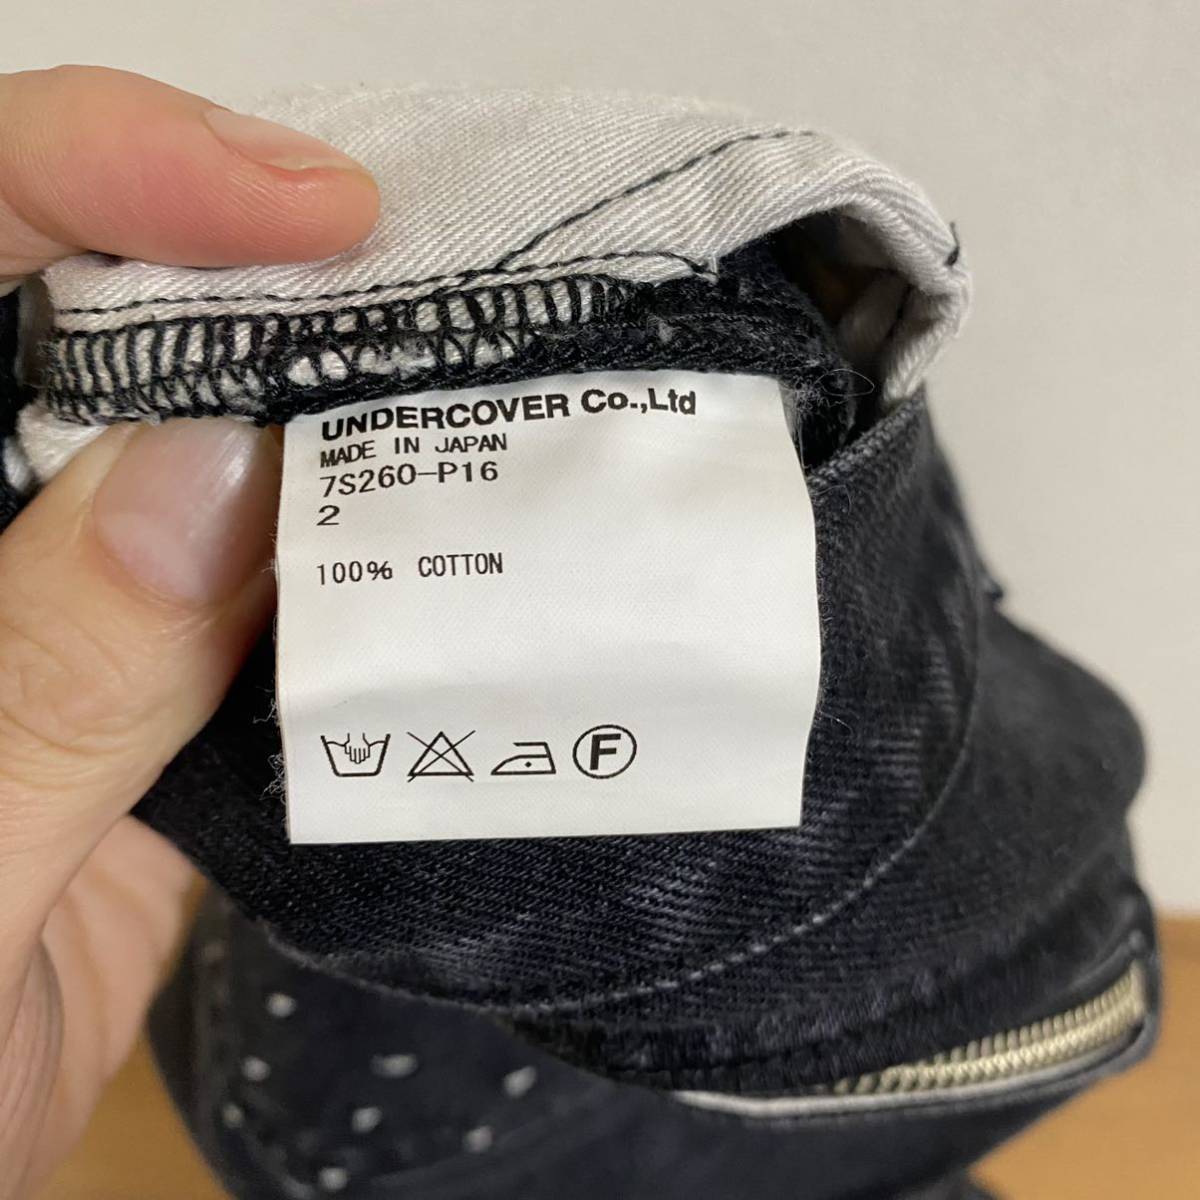 UNDERCOVER Co.,Ltd
MADE IN JAPAN
7S260-P16
2
100% COTTON
F